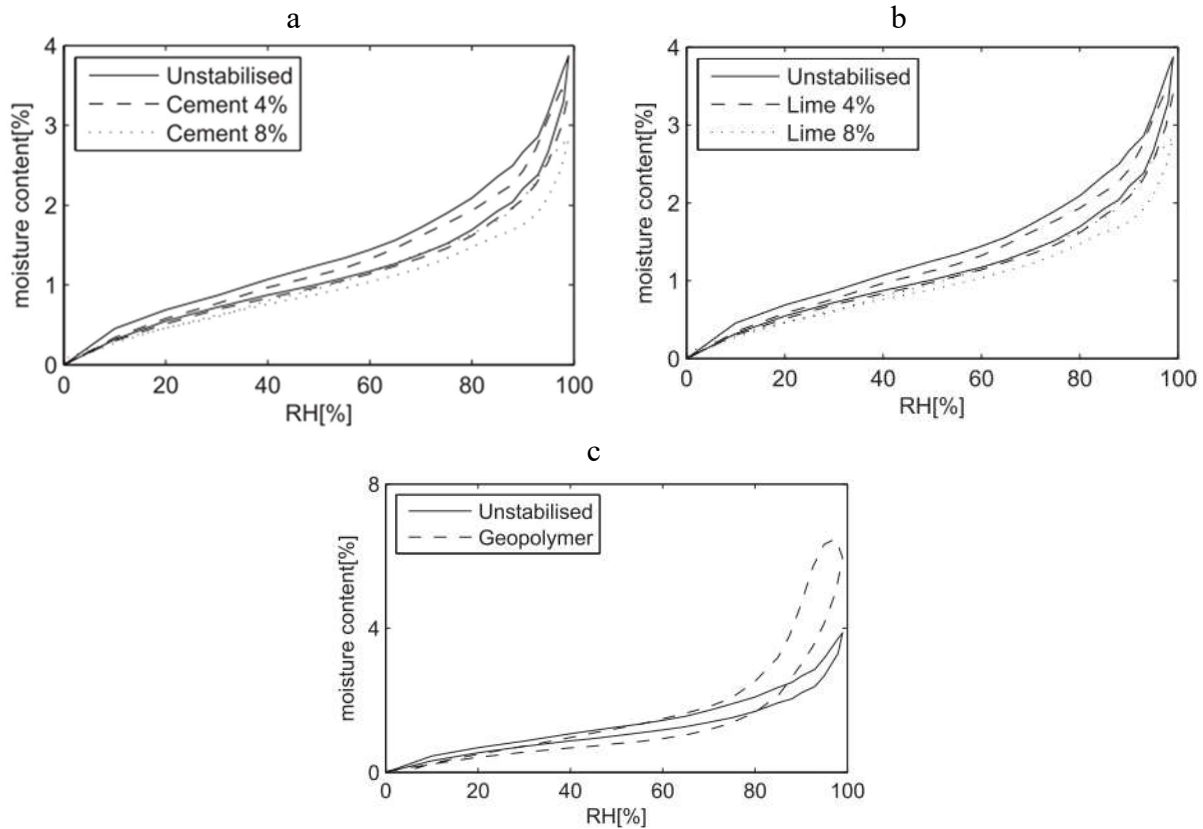 a
4
3
2
1
0
moisture content[%]
Unstabilised
Cement 4%
Cement 8%
0 20 40 60 80 100
RH[%]
b
4
3
2
1
0
moisture content[%]
Unstabilised
Lime 4%
Lime 8%
0 20 40 60 80 100
RH[%]
c
8
4
0
moisture content[%]
Unstabilised
Geopolymer
0 20 40 60 80 100
RH[%]